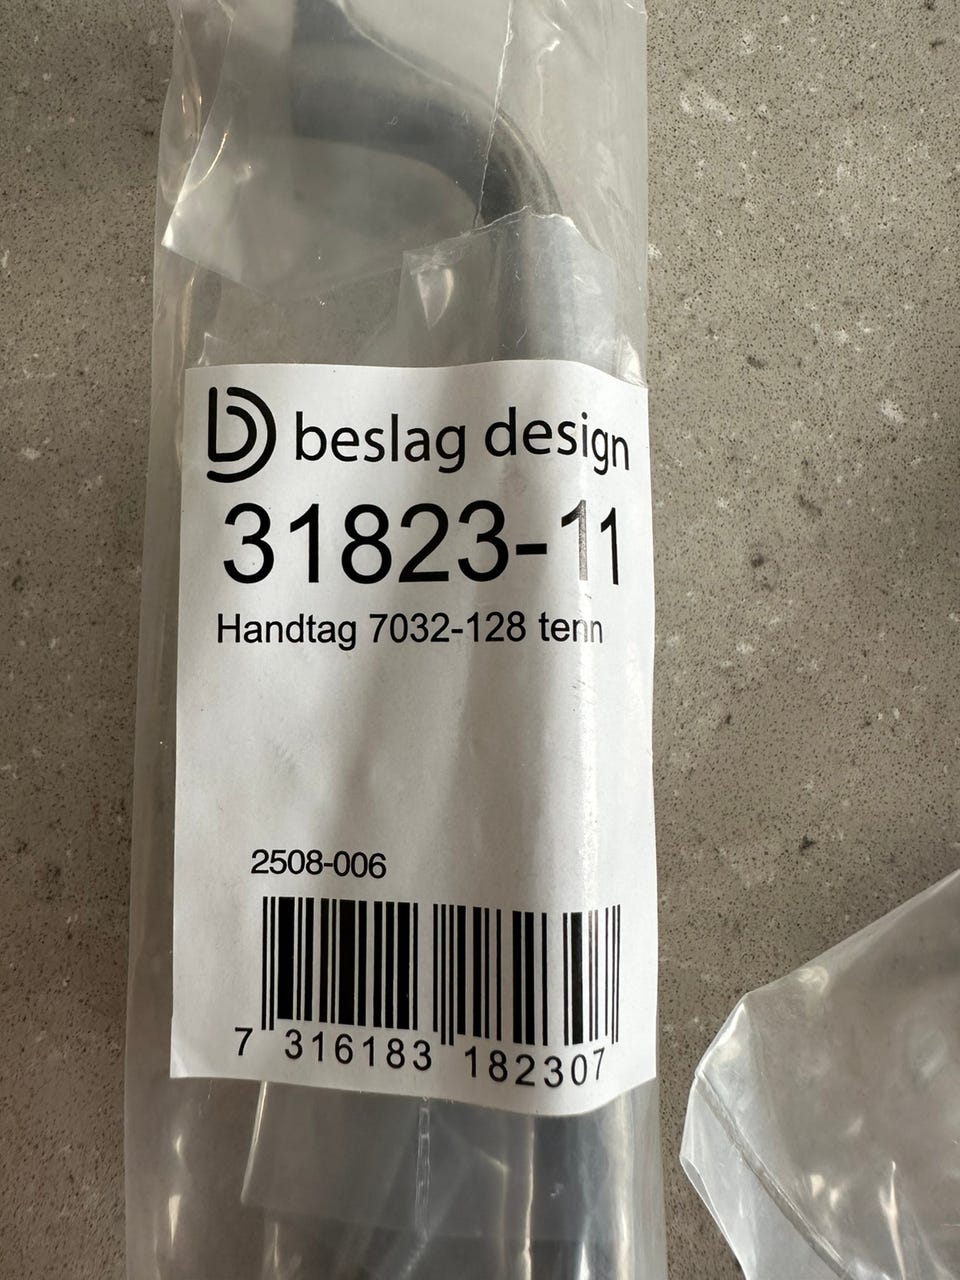 beslag design
31823-11
Handtag 7032-128 tenn
2508-006
7 316183 182307